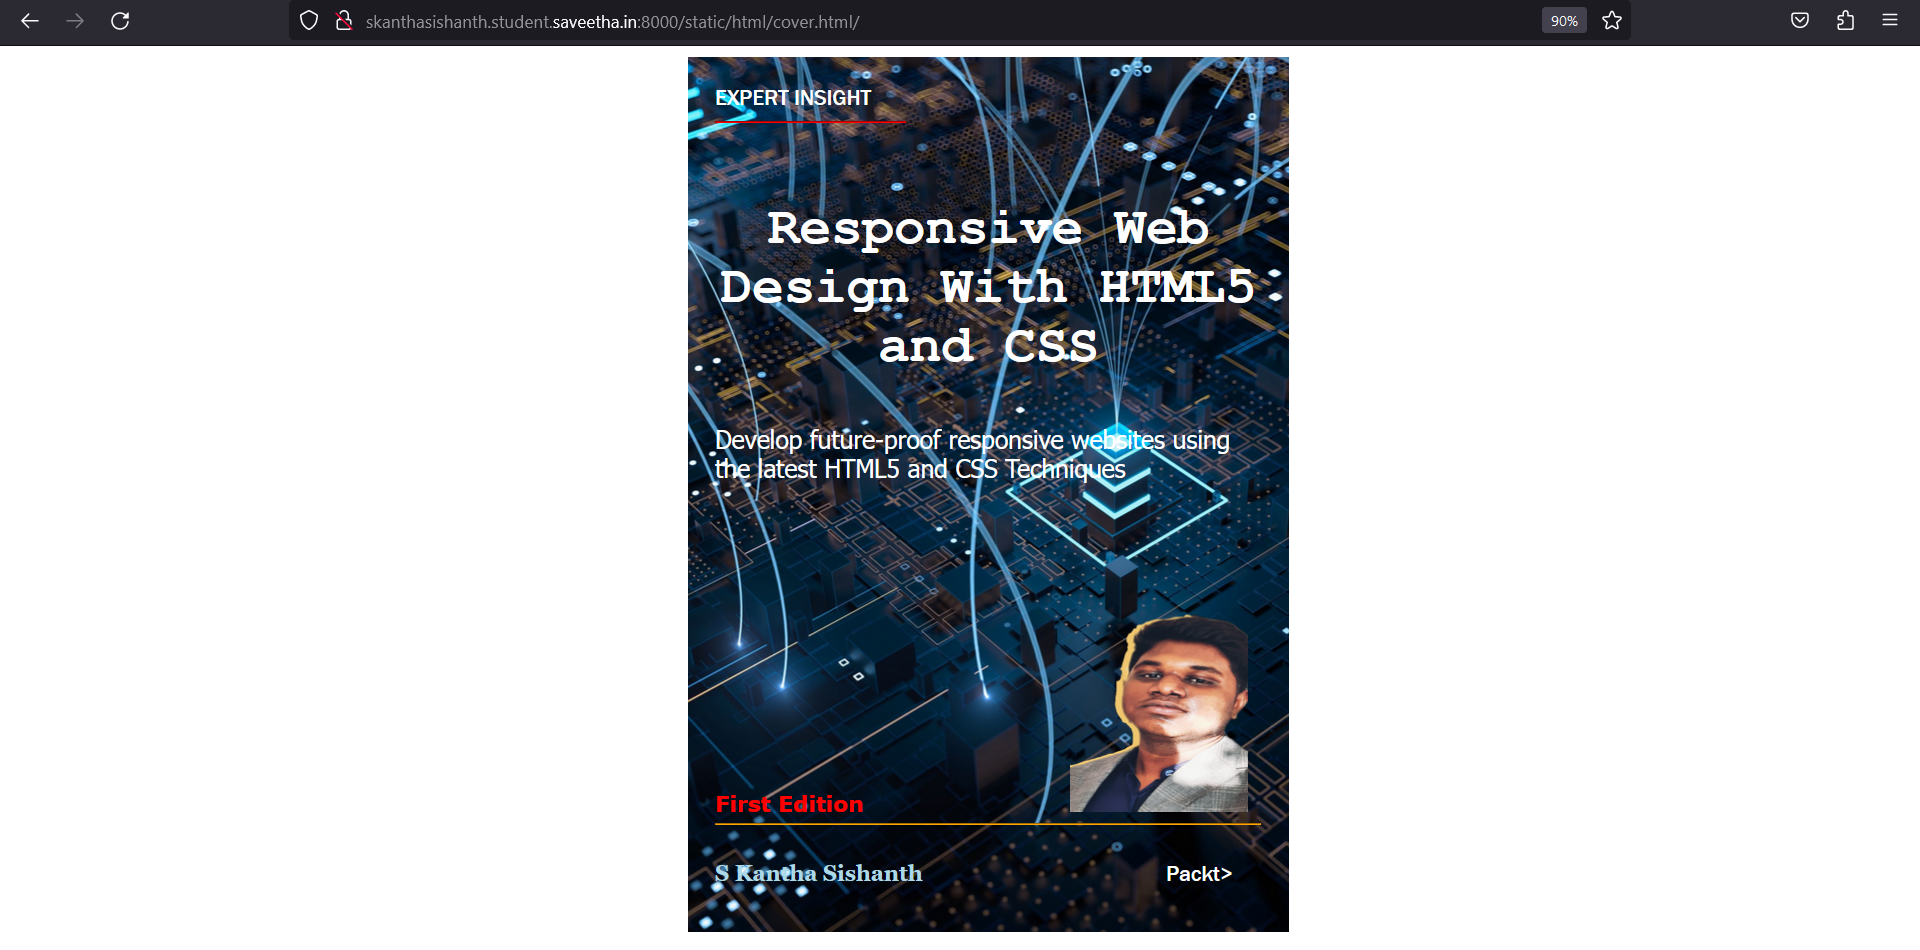 skanthasishanth.student.saveetha.in:8000/static/html/cover.html/
90%
EXPERT INSIGHT
Responsive Web
Design With HTML5
and CSS
Develop future-proof responsive websites using
the latest HTML5 and CSS Techniques
First Edition
S Kantha Sishanth
Packt>